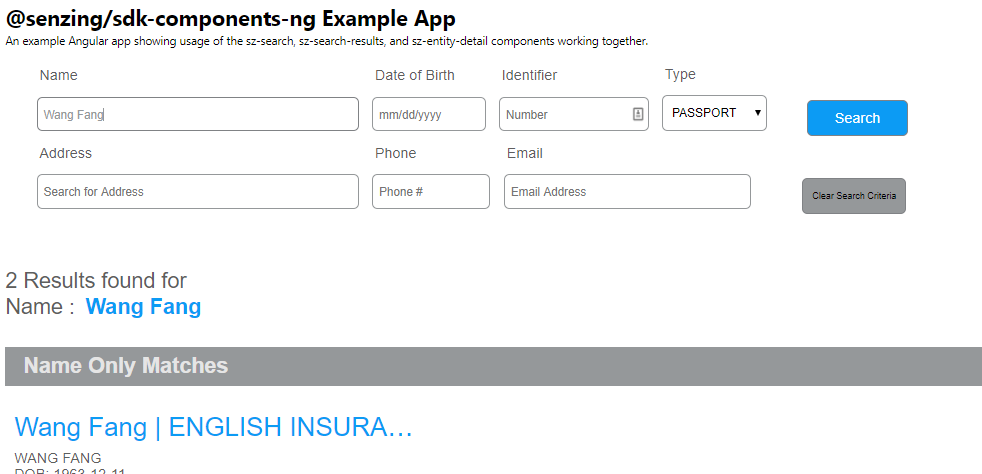 @senzing/sdk-components-ng Example App
An example Angular app showing usage of the sz-search, sz-search-results, and sz-entity-detail components working together.
Name Date of Birth Identifier Type
Wang Fang mm/dd/yyyy Number PASSPORT Search
Address Phone Email
Search for Address Phone # Email Address Clear Search Criteria
2 Results found for
Name : Wang Fang
Name Only Matches
Wang Fang | ENGLISH INSURA…
WANG FANG
DOB: 1963-12-11